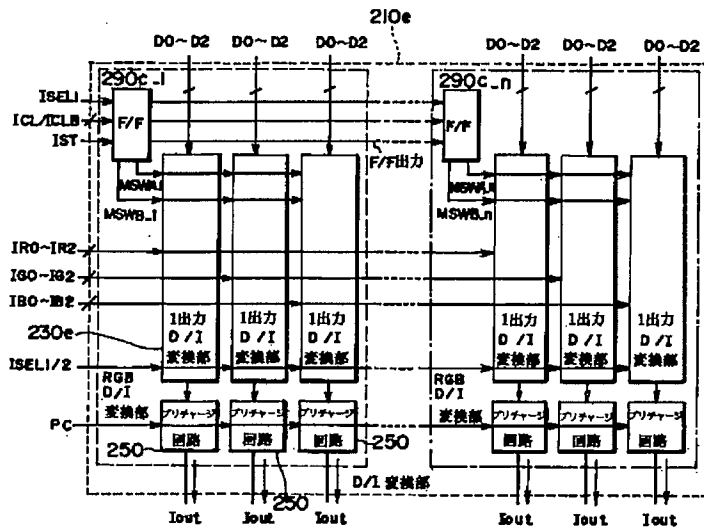 210e
D0~D2 D0~D2 D0~D2 D0~D2 D0~D2 D0~D2
290c_1 290c_n
ISEL1
ICL/ICLB
IST
F/F F/F
F/F出力
MSWA_1 MSWA_n
MSWB_1 MSWB_n
IR0~IR2
IG0~IG2
IB0~IB2
1出力 1出力 1出力 1出力 1出力 1出力
D/I D/I D/I D/I D/I D/I
変換部 変換部 変換部 変換部 変換部 変換部
230e
ISEL1/2
RGB RGB
D/I D/I
変換部 変換部
PC
プリチャージ プリチャージ プリチャージ プリチャージ プリチャージ プリチャージ
回路 回路 回路 回路 回路 回路
250 250 250
D/I 変換部
Iout Iout Iout Iout Iout Iout